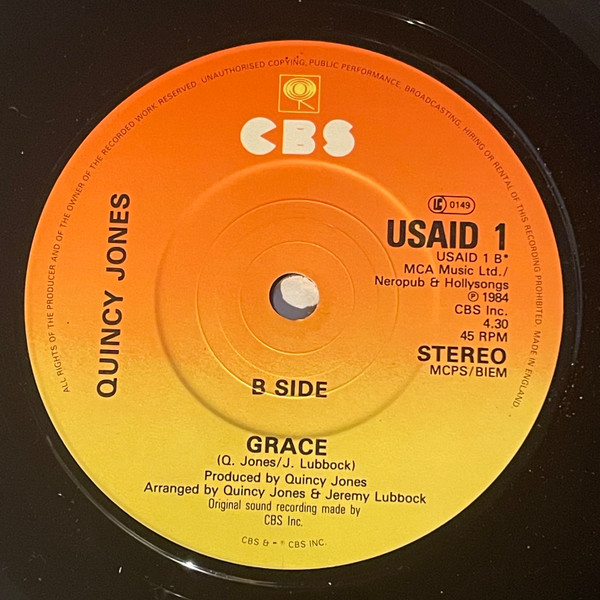 ALL RIGHTS OF THE PRODUCER AND OF THE OWNER OF THE RECORDED WORK RESERVED. UNAUTHORISED COPYING, PUBLIC PERFORMANCE, BROADCASTING, HIRING OR RENTAL OF THIS RECORDING PROHIBITED. MADE IN ENGLAND.
CBS
QUINCY JONES
LC 0149
USAID 1
USAID 1 B*
MCA Music Ltd./
Neropub & Hollysongs
℗ 1984
CBS Inc.
4.30
45 RPM
STEREO
MCPS/BIEM
B SIDE
GRACE
(Q. Jones/J. Lubbock)
Produced by Quincy Jones
Arranged by Quincy Jones & Jeremy Lubbock
Original sound recording made by
CBS Inc.
CBS & - ® CBS INC.